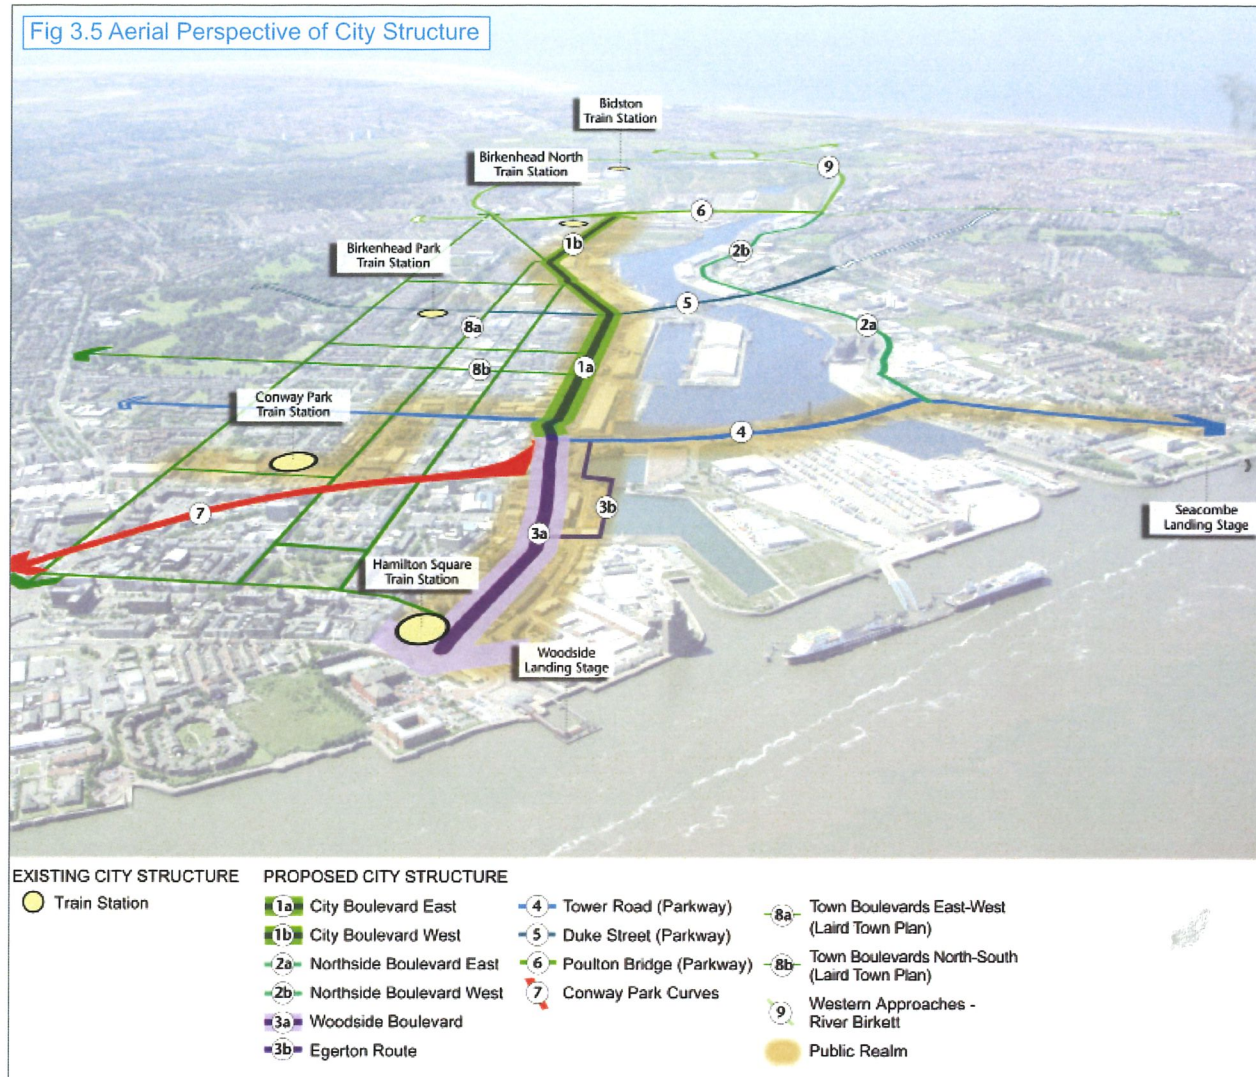 Fig 3.5 Aerial Perspective of City Structure
Bidston
Train Station
Birkenhead North
Train Station
9
6
1b
2b
Birkenhead Park
Train Station
5
8a
2a
8b
1a
Conway Park
Train Station
4
7
3b
3a
Seacombe
Landing Stage
Hamilton Square
Train Station
Woodside
Landing Stage
EXISTING CITY STRUCTURE
Train Station
PROPOSED CITY STRUCTURE
1a City Boulevard East
1b City Boulevard West
2a Northside Boulevard East
2b Northside Boulevard West
3a Woodside Boulevard
3b Egerton Route
4 Tower Road (Parkway)
5 Duke Street (Parkway)
6 Poulton Bridge (Parkway)
7 Conway Park Curves
8a Town Boulevards East-West
(Laird Town Plan)
8b Town Boulevards North-South
(Laird Town Plan)
9 Western Approaches -
River Birkett
Public Realm